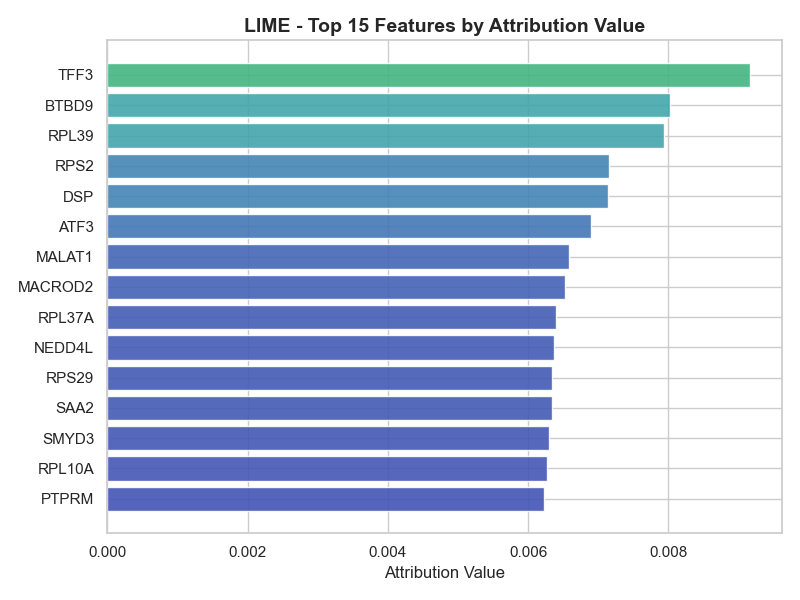 LIME - Top 15 Features by Attribution Value
TFF3
BTBD9
RPL39
RPS2
DSP
ATF3
MALAT1
MACROD2
RPL37A
NEDD4L
RPS29
SAA2
SMYD3
RPL10A
PTPRM
0.000 0.002 0.004 0.006 0.008
Attribution Value